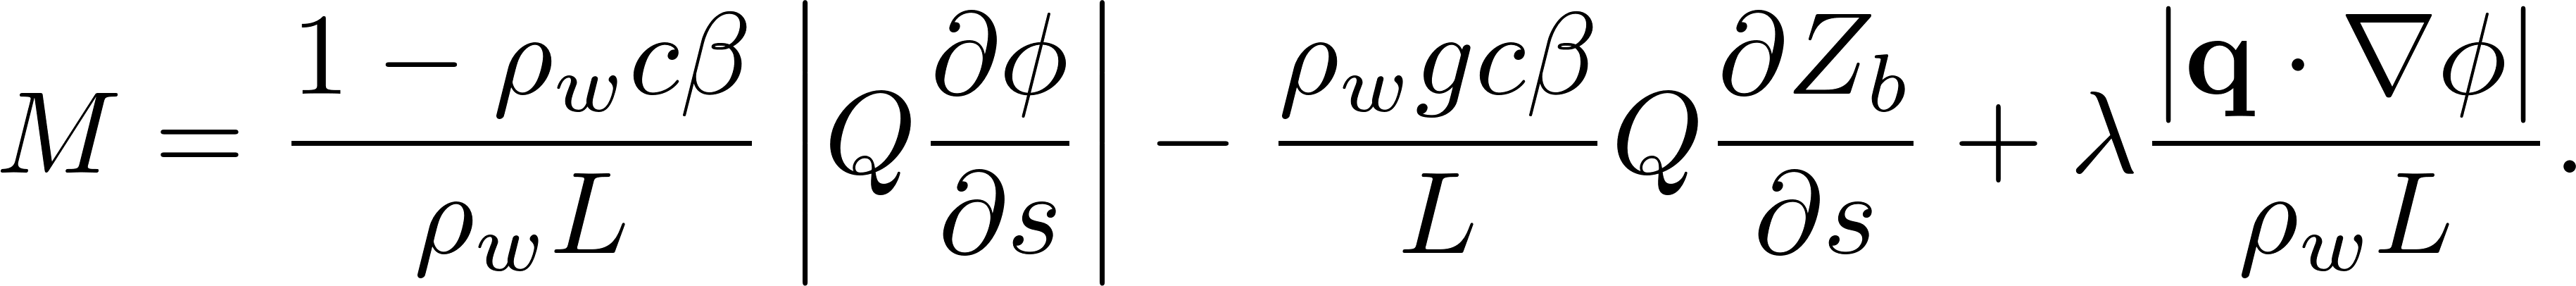 M = \frac{1 - \rho_w c \beta}{\rho_w L} \left| Q \frac{\partial \phi}{\partial s} \right| - \frac{\rho_w g c \beta}{L} Q \frac{\partial Z_b}{\partial s} + \lambda \frac{|\mathbf{q} \cdot \nabla \phi|}{\rho_w L}.